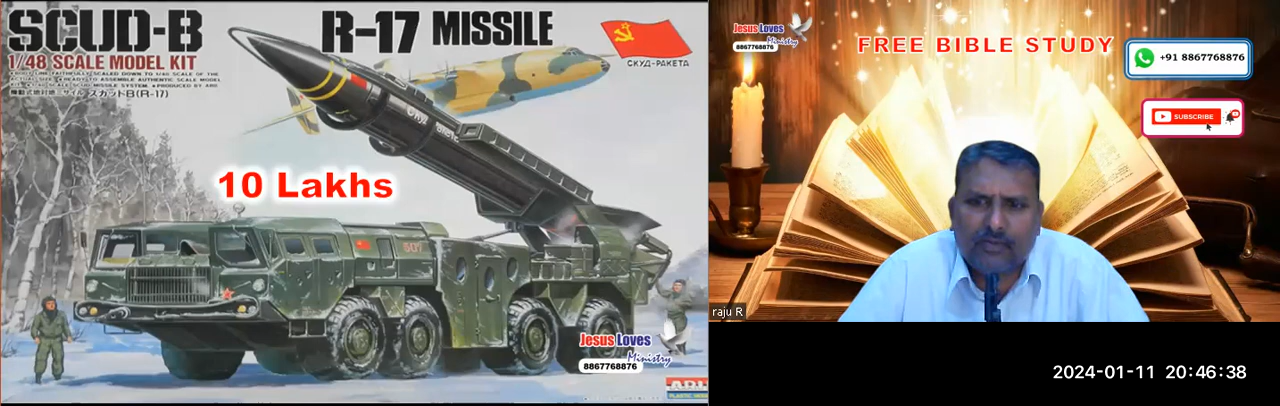 SCUD-B
R-17 MISSILE
1/48 SCALE MODEL KIT
СКУД-РАКЕТА
10 Lakhs
Jesus Loves
Ministry
8867768876
Jesus Loves
Ministry
8867768876
FREE BIBLE STUDY
+91 8867768876
SUBSCRIBE
raju R
2024-01-11 20:46:38